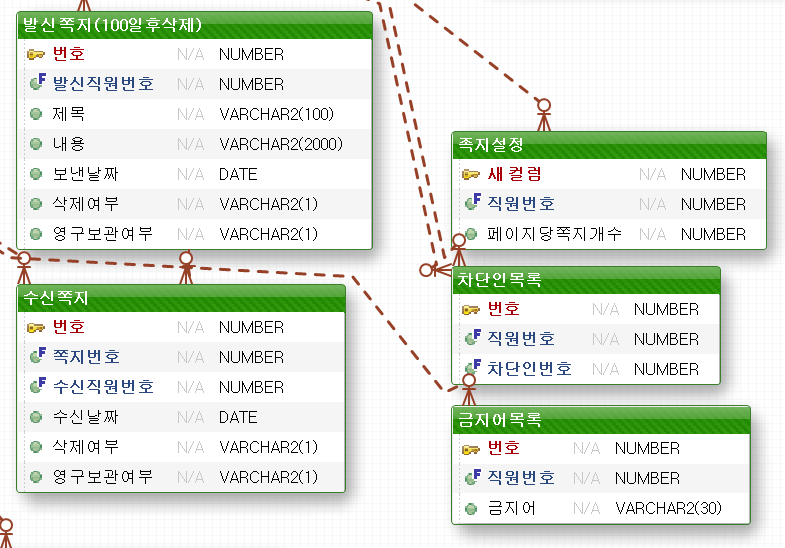 발신쪽지(100일후삭제)
번호 N/A NUMBER
발신직원번호 N/A NUMBER
제목 N/A VARCHAR2(100)
내용 N/A VARCHAR2(2000)
보낸날짜 N/A DATE
삭제여부 N/A VARCHAR2(1)
영구보관여부 N/A VARCHAR2(1)
수신쪽지
번호 N/A NUMBER
쪽지번호 N/A NUMBER
수신직원번호 N/A NUMBER
수신날짜 N/A DATE
삭제여부 N/A VARCHAR2(1)
영구보관여부 N/A VARCHAR2(1)
족지설정
새 컬럼 N/A NUMBER
직원번호 N/A NUMBER
페이지당쪽지개수 N/A NUMBER
차단인목록
번호 N/A NUMBER
직원번호 N/A NUMBER
차단인번호 N/A NUMBER
금지어목록
번호 N/A NUMBER
직원번호 N/A NUMBER
금지어 N/A VARCHAR2(30)